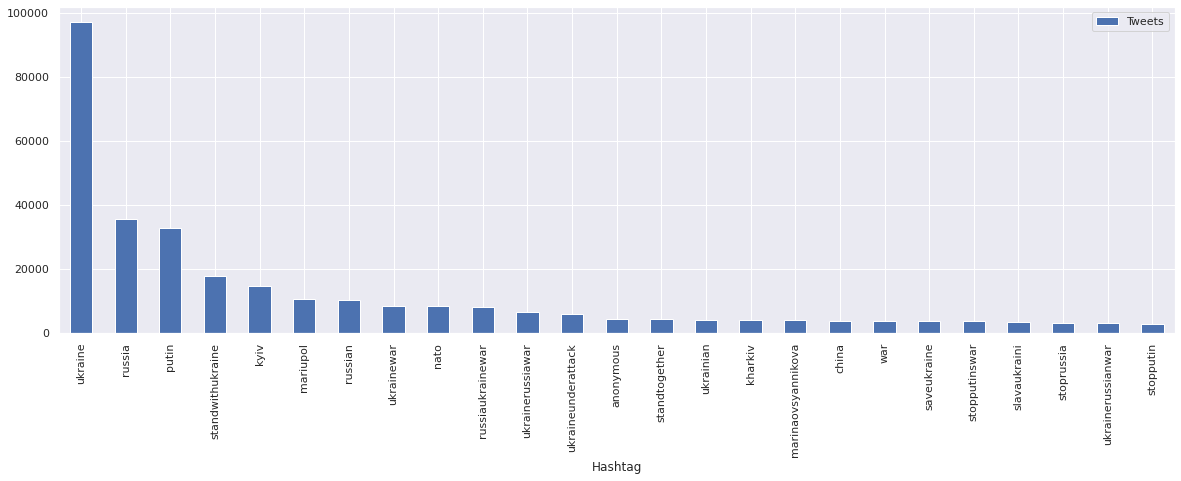 100000
80000
60000
40000
20000
0
Tweets
ukraine
russia
putin
standwithukraine
kyiv
mariupol
russian
ukrainewar
nato
russiaukrainewar
ukrainerussiawar
ukraineunderattack
anonymous
standtogether
ukrainian
kharkiv
marinaovsyannikova
china
war
saveukraine
stopputinswar
slavaukraini
stoprussia
ukrainerussianwar
stopputin
Hashtag